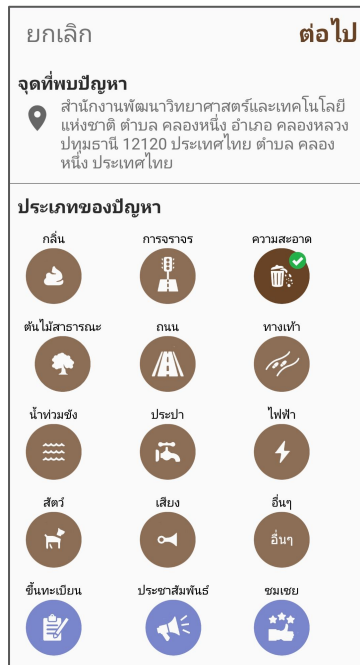 ยกเลิก ต่อไป
จุดที่พบปัญหา
สำนักงานพัฒนาวิทยาศาสตร์และเทคโนโลยี
แห่งชาติ ตำบล คลองหนึ่ง อำเภอ คลองหลวง
ปทุมธานี 12120 ประเทศไทย ตำบล คลอง
หนึ่ง ประเทศไทย
ประเภทของปัญหา
กลิ่น การจราจร ความสะอาด
ต้นไม้สาธารณะ ถนน ทางเท้า
น้ำท่วมขัง ประปา ไฟฟ้า
สัตว์ เสียง อื่นๆ
อื่นๆ
ขึ้นทะเบียน ประชาสัมพันธ์ ชมเชย